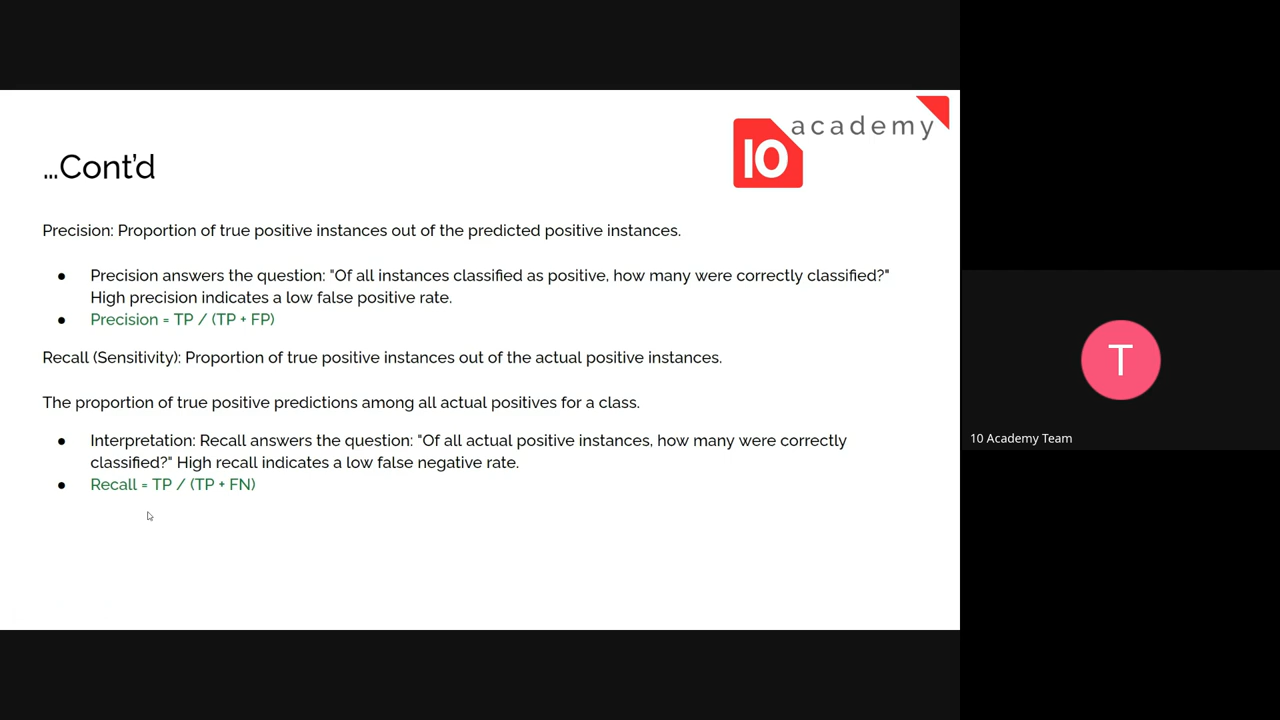 10 academy
...Cont'd
Precision: Proportion of true positive instances out of the predicted positive instances.
● Precision answers the question: "Of all instances classified as positive, how many were correctly classified?"
High precision indicates a low false positive rate.
● Precision = TP / (TP + FP)
Recall (Sensitivity): Proportion of true positive instances out of the actual positive instances.
The proportion of true positive predictions among all actual positives for a class.
● Interpretation: Recall answers the question: "Of all actual positive instances, how many were correctly
classified?" High recall indicates a low false negative rate.
● Recall = TP / (TP + FN)
T
10 Academy Team